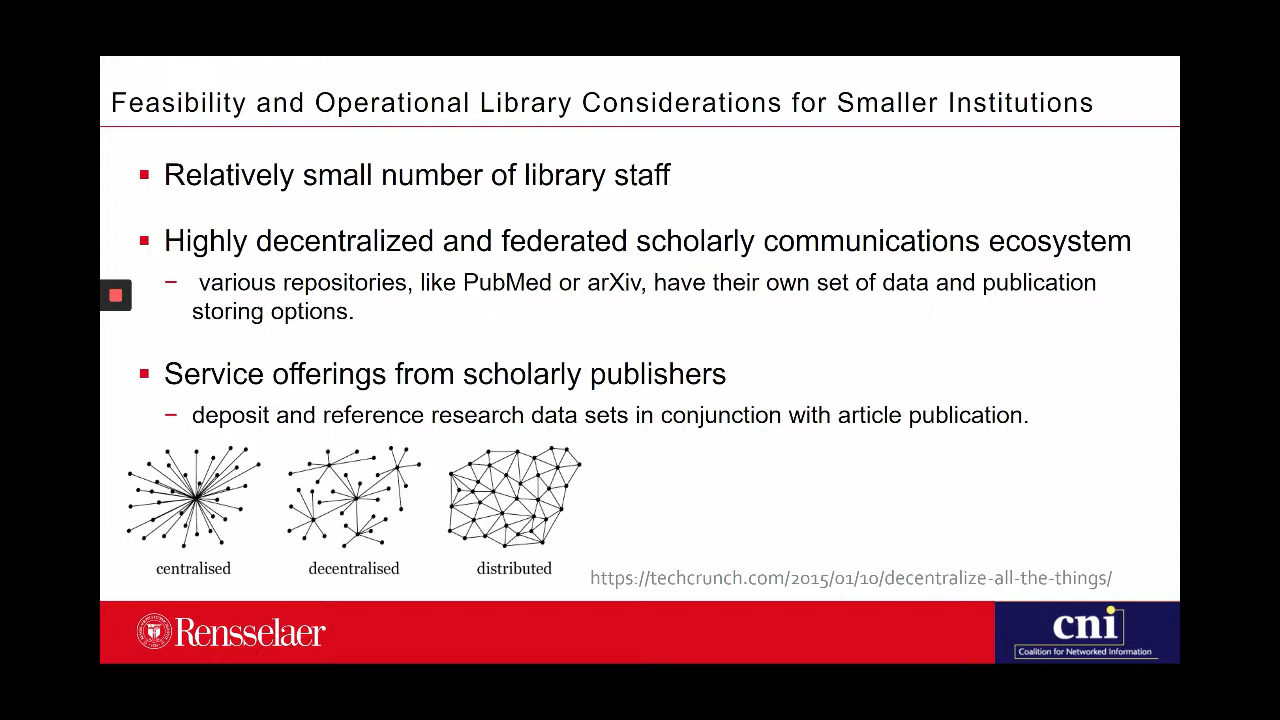 Feasibility and Operational Library Considerations for Smaller Institutions
Relatively small number of library staff
Highly decentralized and federated scholarly communications ecosystem
– various repositories, like PubMed or arXiv, have their own set of data and publication
storing options.
Service offerings from scholarly publishers
– deposit and reference research data sets in conjunction with article publication.
centralised
decentralised
distributed
https://techcrunch.com/2015/01/10/decentralize-all-the-things/
Rensselaer
cni
Coalition for Networked Information